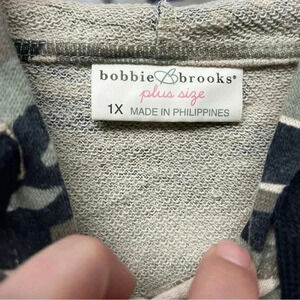 bobbie brooks®
plus size
1X MADE IN PHILIPPINES